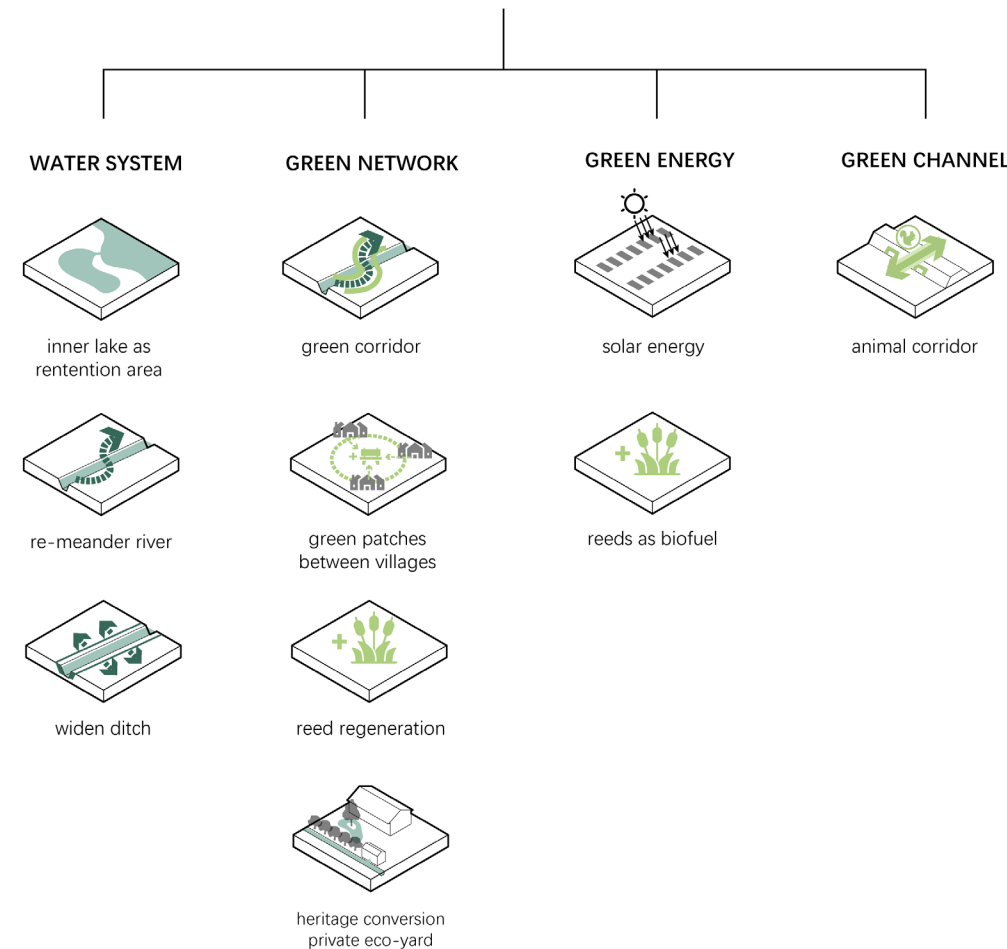 WATER SYSTEM
GREEN NETWORK
GREEN ENERGY
GREEN CHANNEL
inner lake as
rentention area
green corridor
solar energy
animal corridor
re-meander river
green patches
between villages
reeds as biofuel
widen ditch
reed regeneration
heritage conversion
private eco-yard